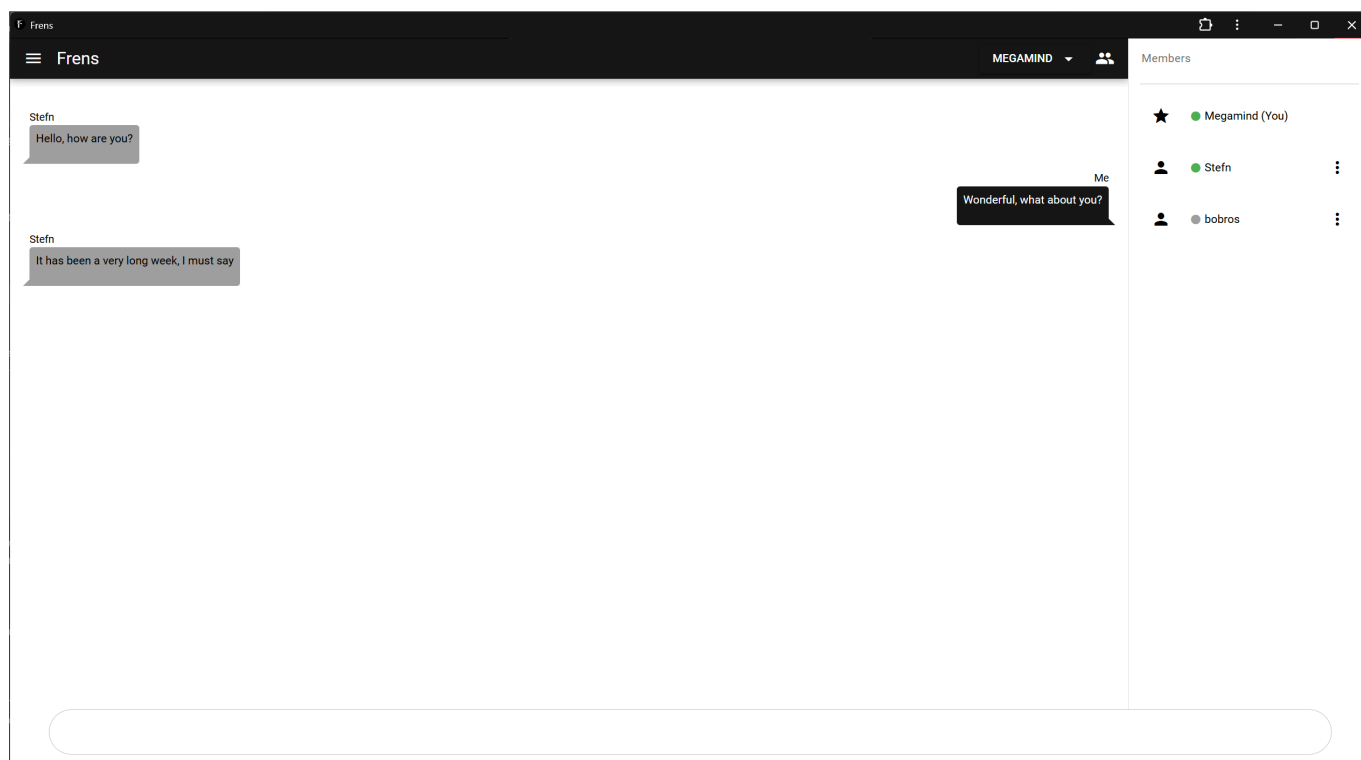 Frens
Frens
MEGAMIND
Members
Stefn
Hello, how are you?
Me
Wonderful, what about you?
Stefn
It has been a very long week, I must say
Megamind (You)
Stefn
bobros